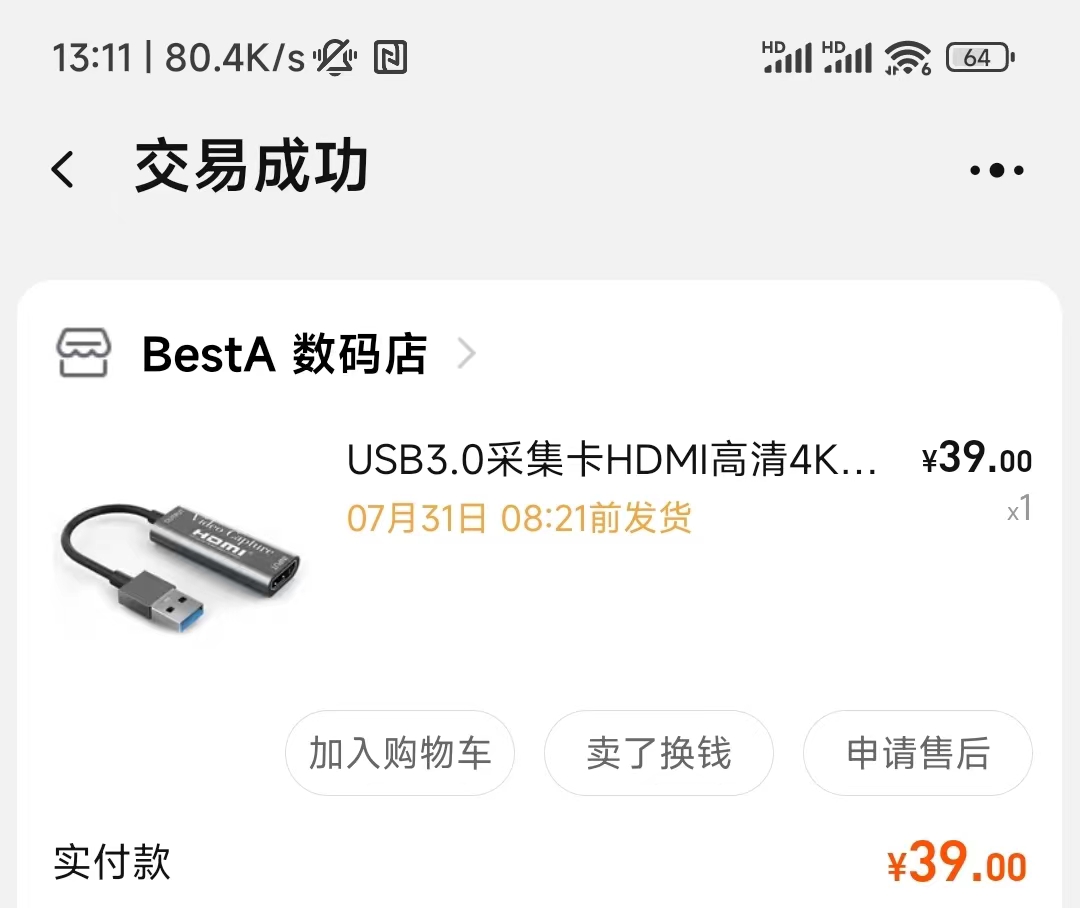 13:11 | 80.4K/s
HD HD 6 64
交易成功
BestA 数码店
USB3.0采集卡HDMI高清4K... ¥39.00
07月31日 08:21前发货 x1
OUTPUT
Video Capture
HDMI
INPUT
加入购物车 卖了换钱 申请售后
实付款 ¥39.00